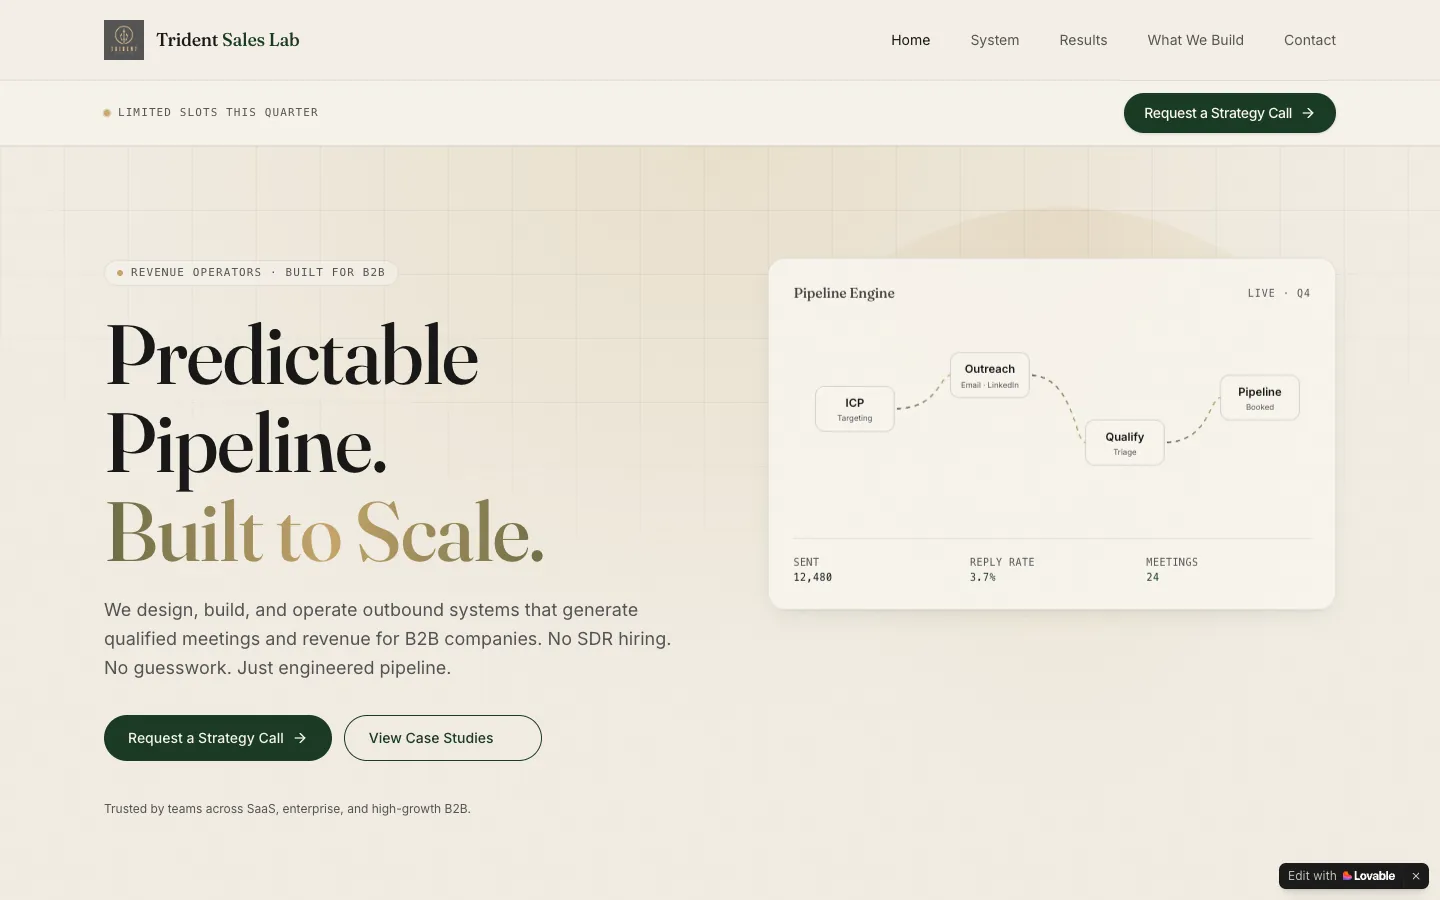 TRIDENT
Trident Sales Lab
Home
System
Results
What We Build
Contact
LIMITED SLOTS THIS QUARTER
Request a Strategy Call →
REVENUE OPERATORS · BUILT FOR B2B
Predictable
Pipeline.
Built to Scale.
We design, build, and operate outbound systems that generate
qualified meetings and revenue for B2B companies. No SDR hiring.
No guesswork. Just engineered pipeline.
Request a Strategy Call →
View Case Studies
Trusted by teams across SaaS, enterprise, and high-growth B2B.
Pipeline Engine
LIVE · Q4
ICP
Targeting
Outreach
Email · LinkedIn
Qualify
Triage
Pipeline
Booked
SENT
12,480
REPLY RATE
3.7%
MEETINGS
24
Edit with Lovable ×